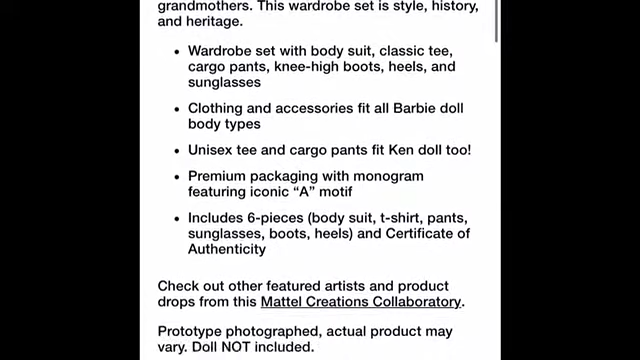 grandmothers. This wardrobe set is style, history,
and heritage.
• Wardrobe set with body suit, classic tee,
cargo pants, knee-high boots, heels, and
sunglasses
• Clothing and accessories fit all Barbie doll
body types
• Unisex tee and cargo pants fit Ken doll too!
• Premium packaging with monogram
featuring iconic “A” motif
• Includes 6-pieces (body suit, t-shirt, pants,
sunglasses, boots, heels) and Certificate of
Authenticity
Check out other featured artists and product
drops from this Mattel Creations Collaboratory.
Prototype photographed, actual product may
vary. Doll NOT included.